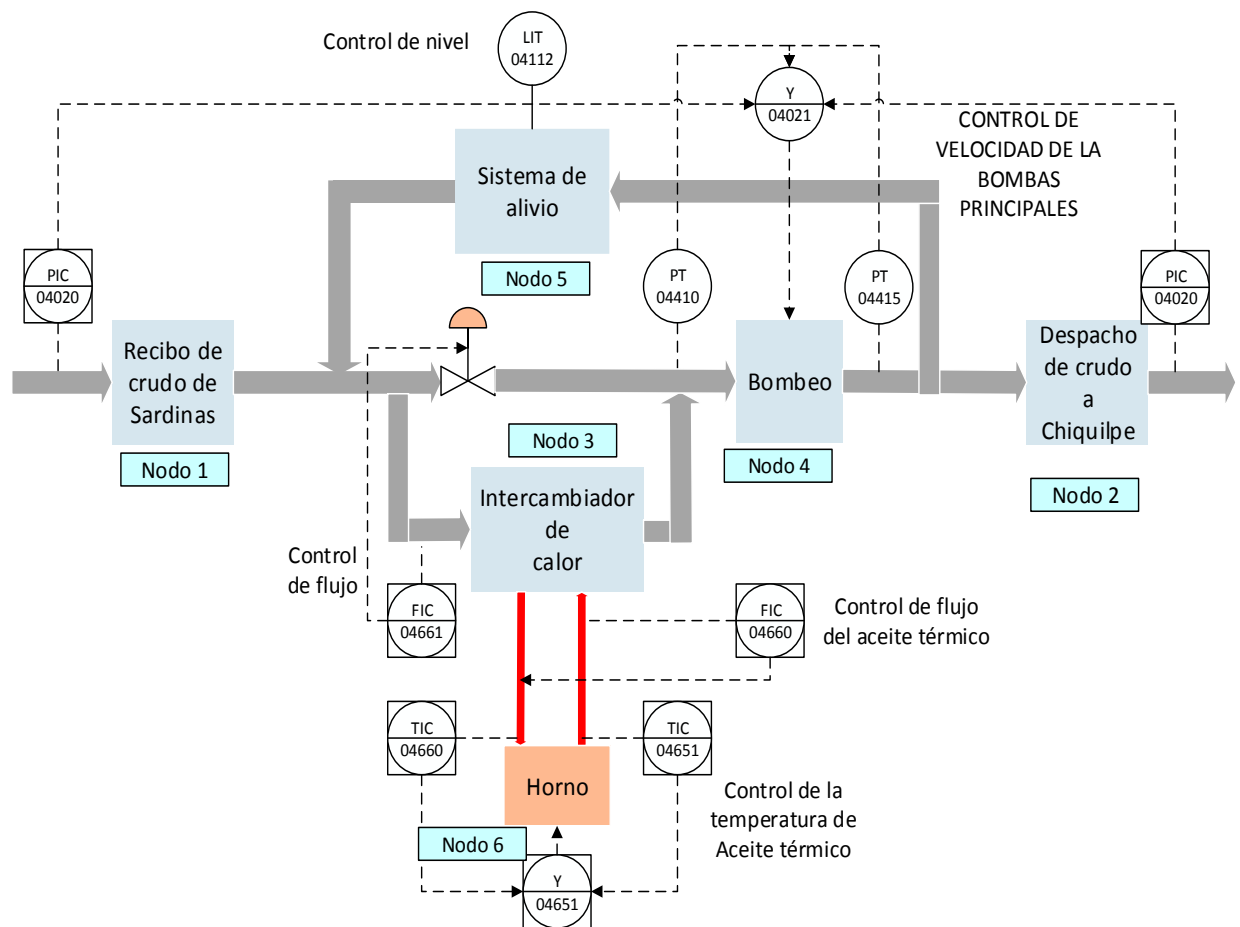 Control de nivel
LIT
04112
Y
04021
CONTROL DE
VELOCIDAD DE LA
BOMBAS
PRINCIPALES
Sistema de
alivio
Nodo 5
PIC
04020
PT
04410
PT
04415
PIC
04020
Recibo de
crudo de
Sardinas
Nodo 1
Nodo 3
Bombeo
Nodo 4
Despacho
de crudo
a
Chiquilpe
Nodo 2
Intercambiador
de
calor
Control
de flujo
FIC
04661
FIC
04660
Control de flujo
del aceite térmico
TIC
04660
TIC
04651
Horno
Nodo 6
Control de la
temperatura de
Aceite térmico
Y
04651